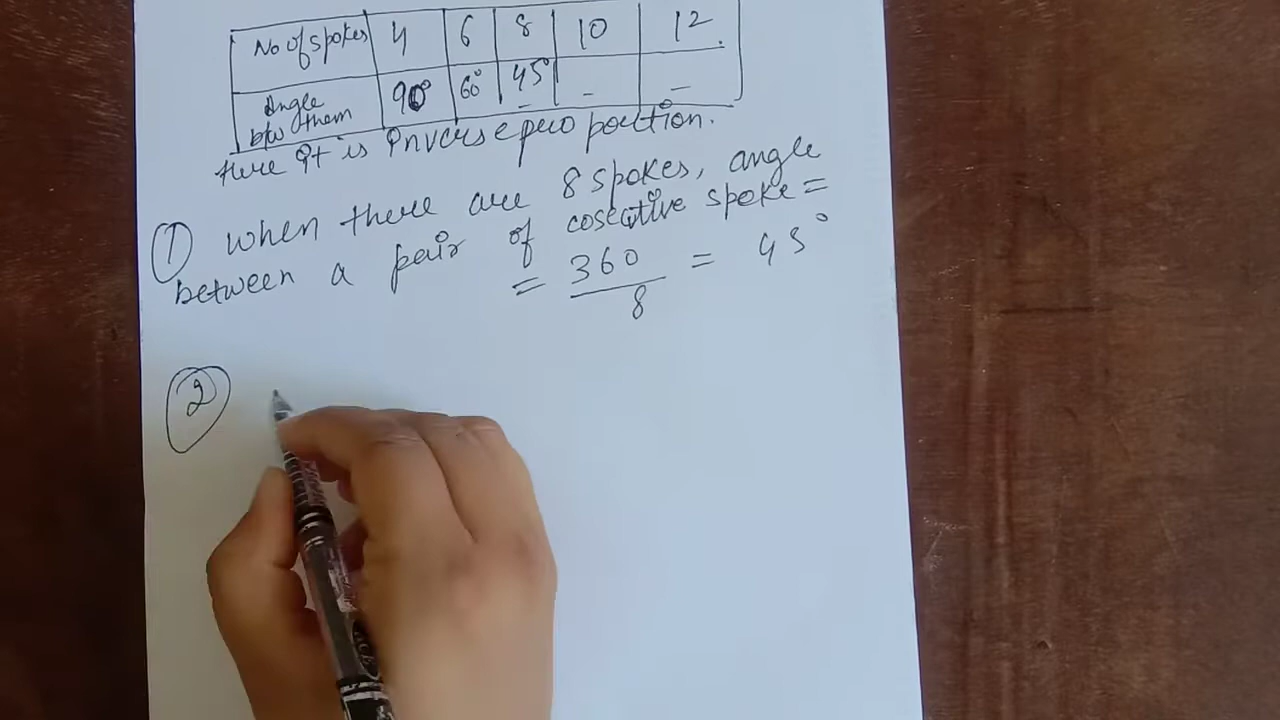 No of spokes 4 6 8 10 12.
Angle b/w them 90° 60° 45° - -
Here it is inverse proportion.
① when there are 8 spokes, angle
between a pair of cosecutive spoke =
= 360/8 = 45°
②